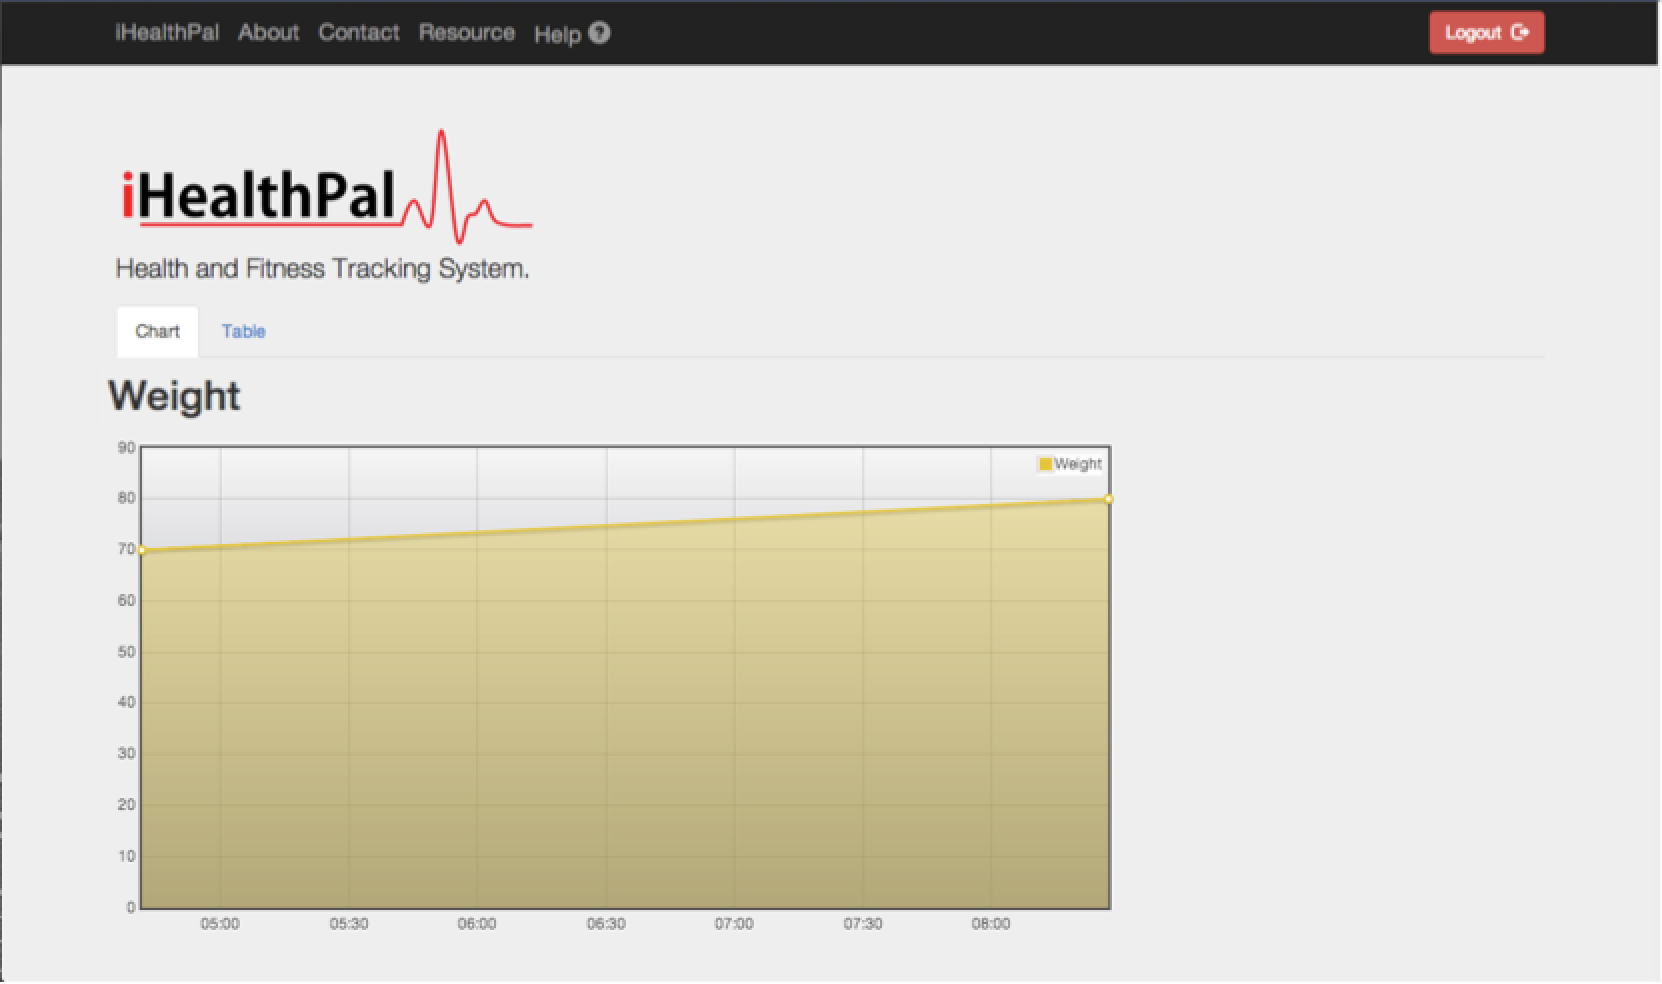 iHealthPal About Contact Resource Help ? Logout
iHealthPal
Health and Fitness Tracking System.
Chart Table
Weight
90
Weight
80
70
60
50
40
30
20
10
0
05:00 05:30 06:00 06:30 07:00 07:30 08:00